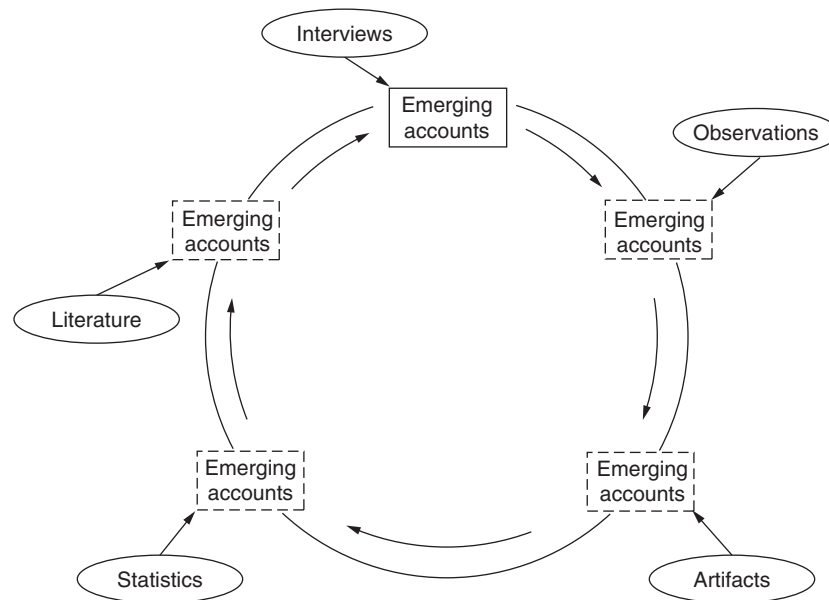 Interviews
Emerging
accounts
Observations
Emerging
accounts
Emerging
accounts
Literature
Emerging
accounts
Emerging
accounts
Statistics
Artifacts